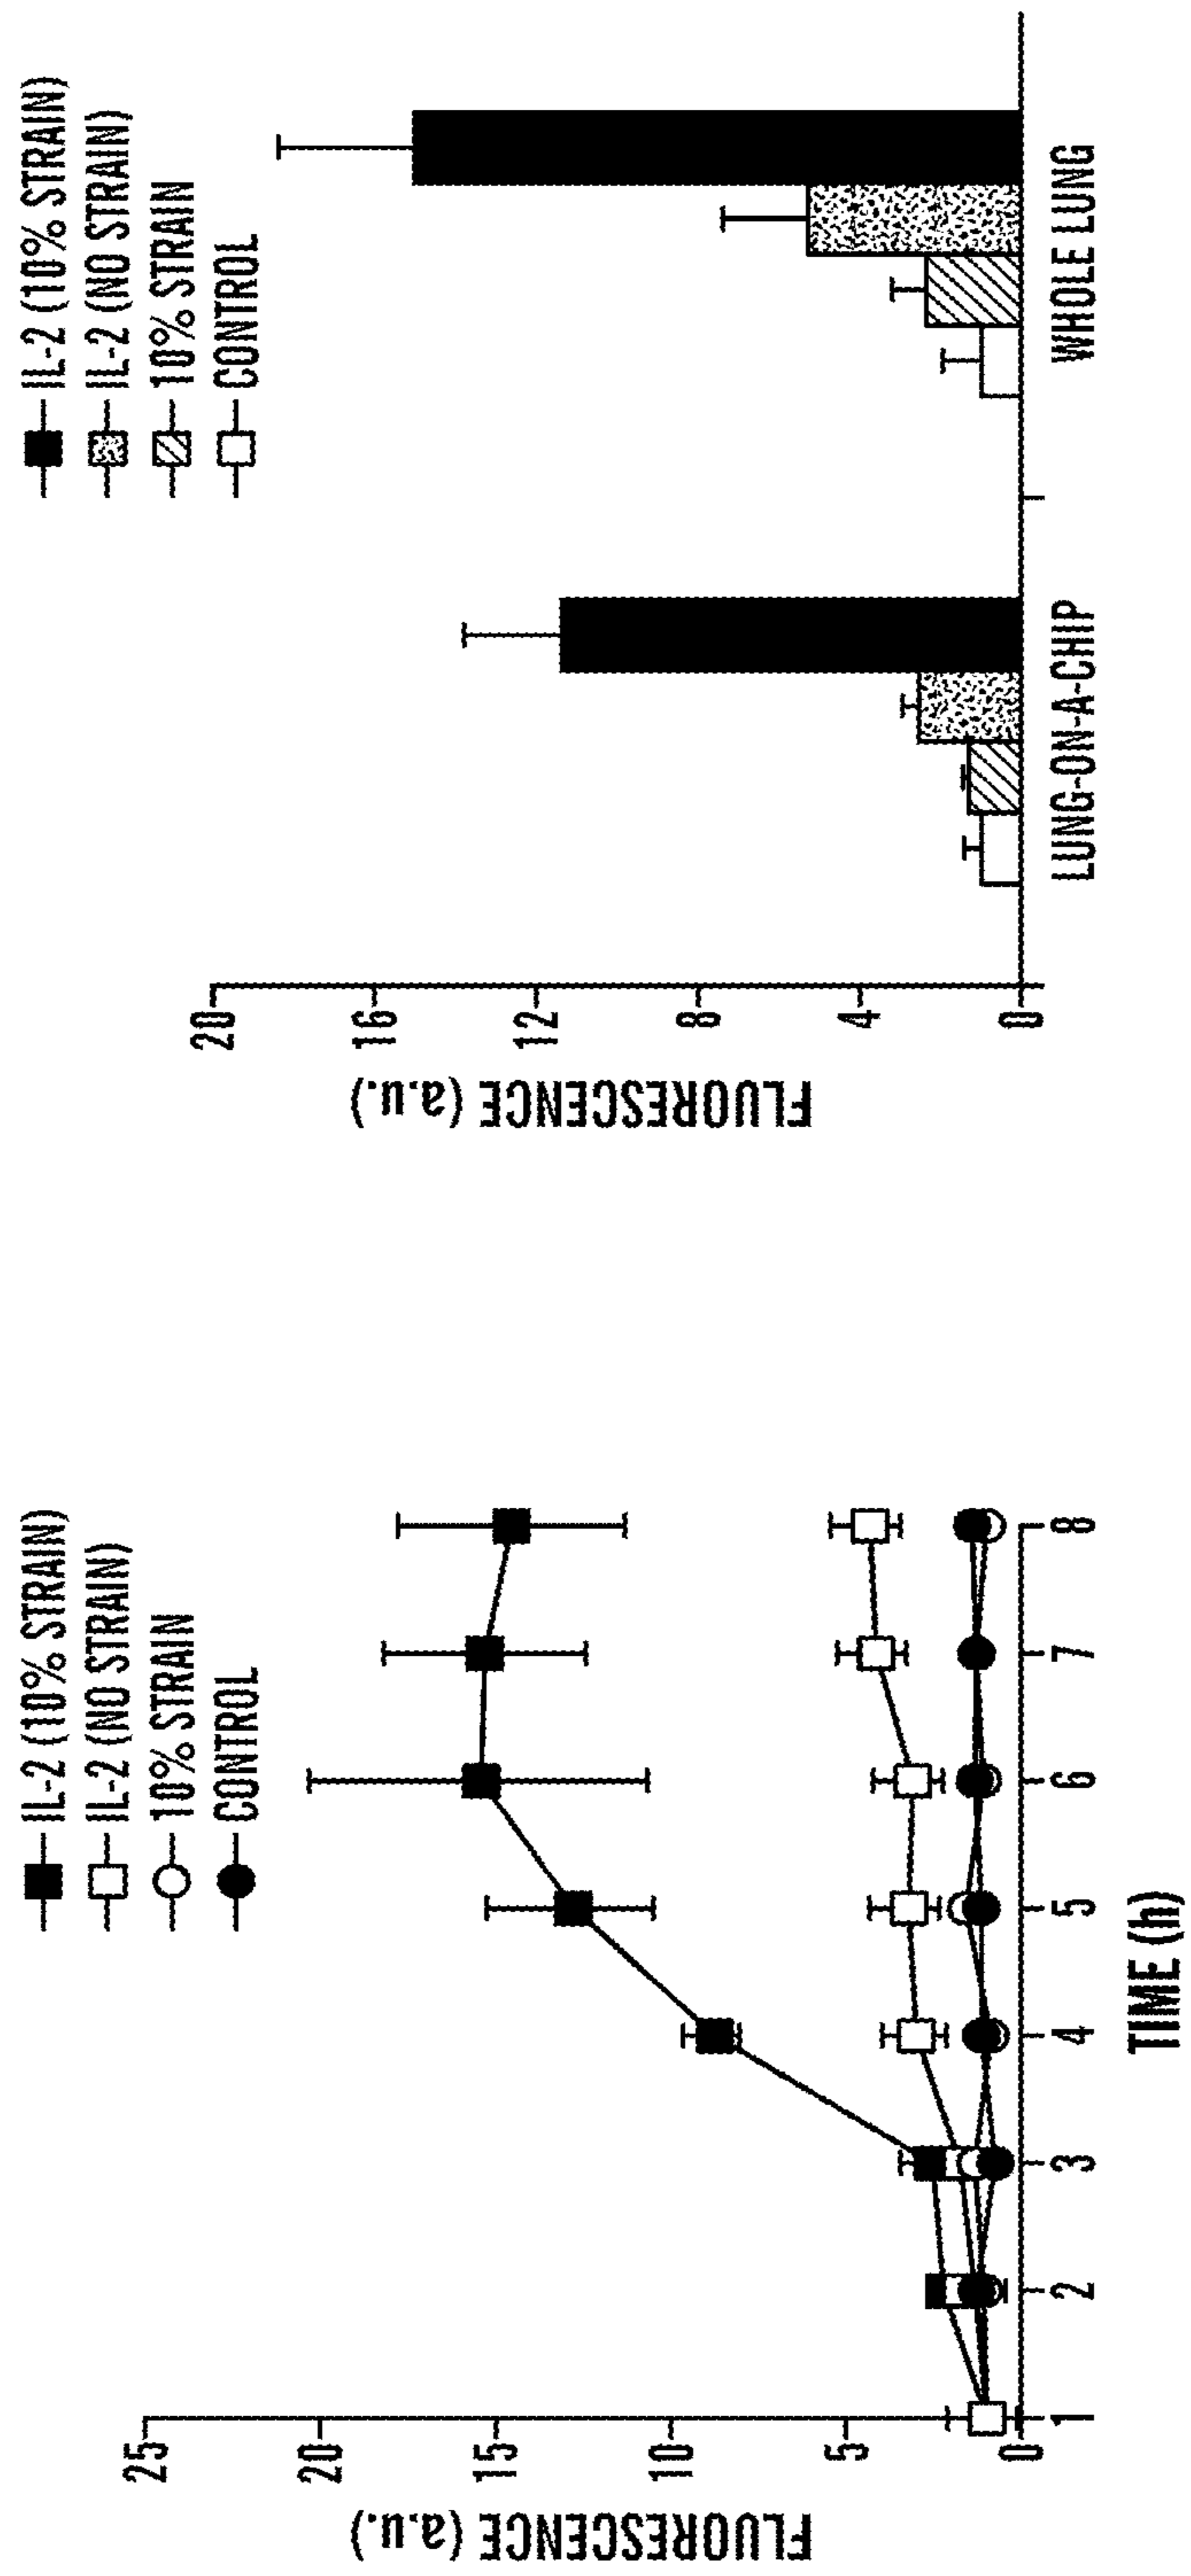 IL-2 (10% STRAIN)
IL-2 (NO STRAIN)
10% STRAIN
CONTROL
FLUORESCENCE (a.u.)
25
20
15
10
5
0
1 2 3 4 5 6 7 8
TIME (h)
IL-2 (10% STRAIN)
IL-2 (NO STRAIN)
10% STRAIN
CONTROL
FLUORESCENCE (a.u.)
20
16
12
8
4
0
LUNG-ON-A-CHIP WHOLE LUNG